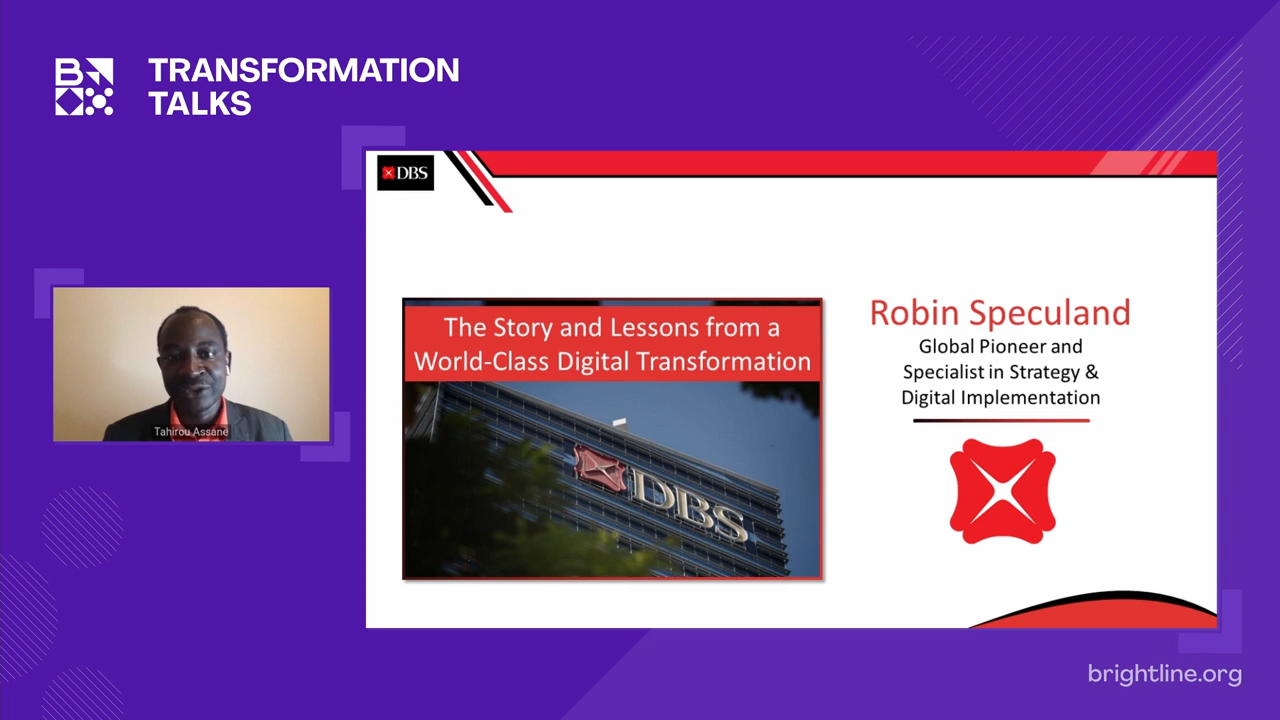 TRANSFORMATION
TALKS
DBS
The Story and Lessons from a
World-Class Digital Transformation
DBS
Robin Speculand
Global Pioneer and
Specialist in Strategy &
Digital Implementation
Tahirou Assane
brightline.org